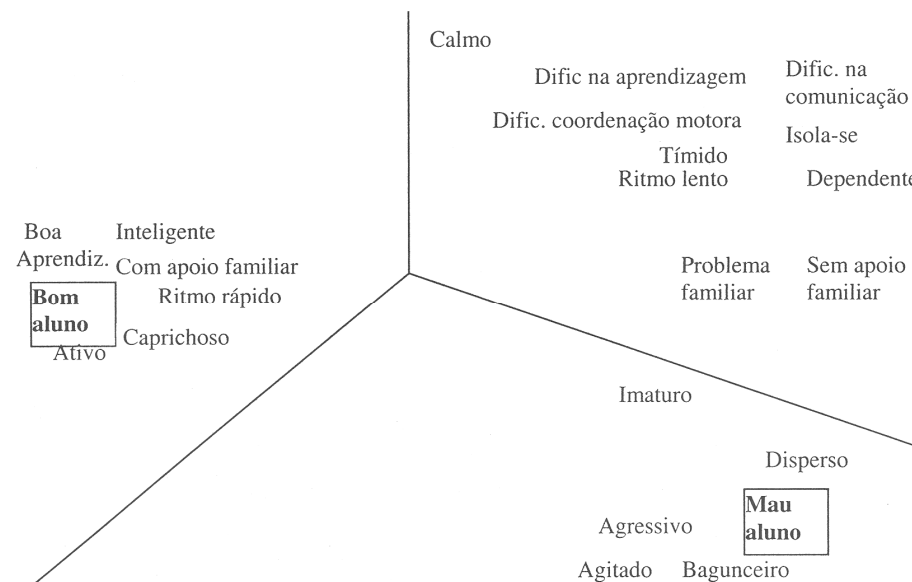 Calmo
Dific na aprendizagem
Dific. na
comunicação
Dific. coordenação motora
Isola-se
Tímido
Ritmo lento
Dependente
Problema
familiar
Sem apoio
familiar
Boa
Aprendiz.
Inteligente
Com apoio familiar
Bom
aluno
Ritmo rápido
Caprichoso
Ativo
Imaturo
Disperso
Mau
aluno
Agressivo
Agitado
Bagunceiro